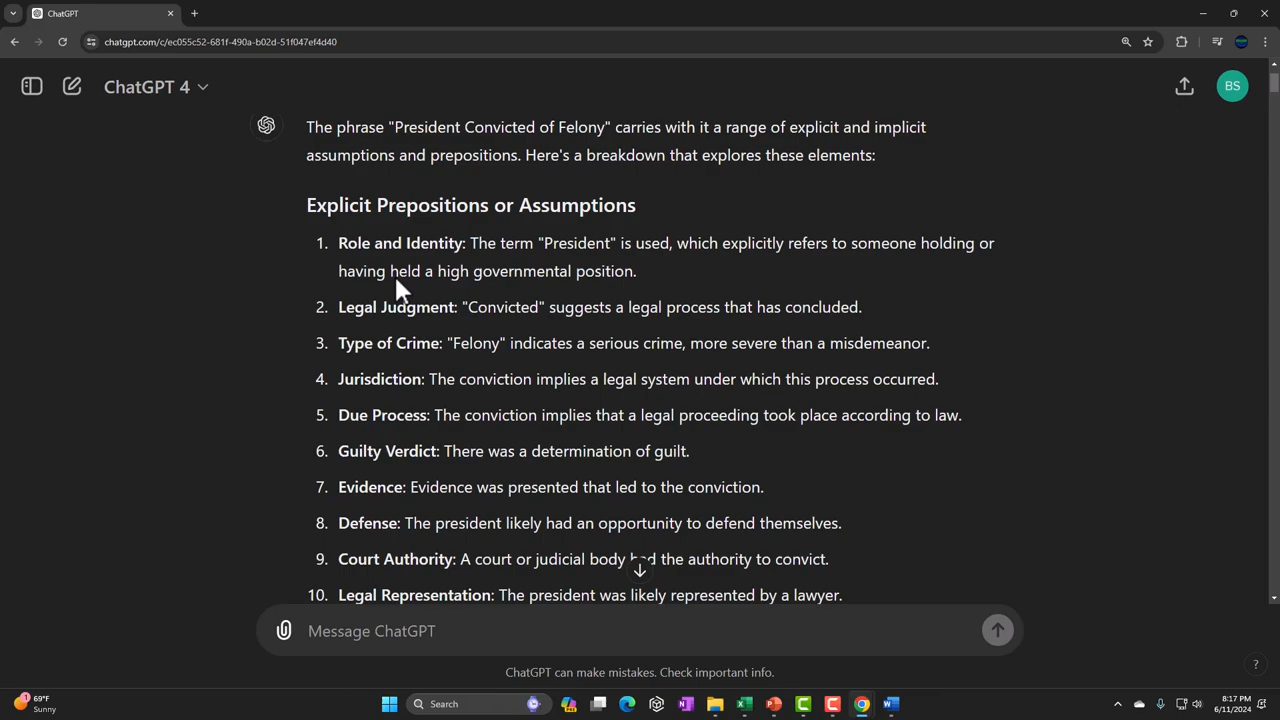 ChatGPT
chatgpt.com/c/ec055c52-681f-490a-b02d-51f047ef4d40
ChatGPT 4
BS
The phrase "President Convicted of Felony" carries with it a range of explicit and implicit
assumptions and prepositions. Here's a breakdown that explores these elements:
Explicit Prepositions or Assumptions
1. Role and Identity: The term "President" is used, which explicitly refers to someone holding or
having held a high governmental position.
2. Legal Judgment: "Convicted" suggests a legal process that has concluded.
3. Type of Crime: "Felony" indicates a serious crime, more severe than a misdemeanor.
4. Jurisdiction: The conviction implies a legal system under which this process occurred.
5. Due Process: The conviction implies that a legal proceeding took place according to law.
6. Guilty Verdict: There was a determination of guilt.
7. Evidence: Evidence was presented that led to the conviction.
8. Defense: The president likely had an opportunity to defend themselves.
9. Court Authority: A court or judicial body had the authority to convict.
10. Legal Representation: The president was likely represented by a lawyer.
Message ChatGPT
ChatGPT can make mistakes. Check important info.
?
1
69°F
Sunny
Search
8:17 PM
6/11/2024